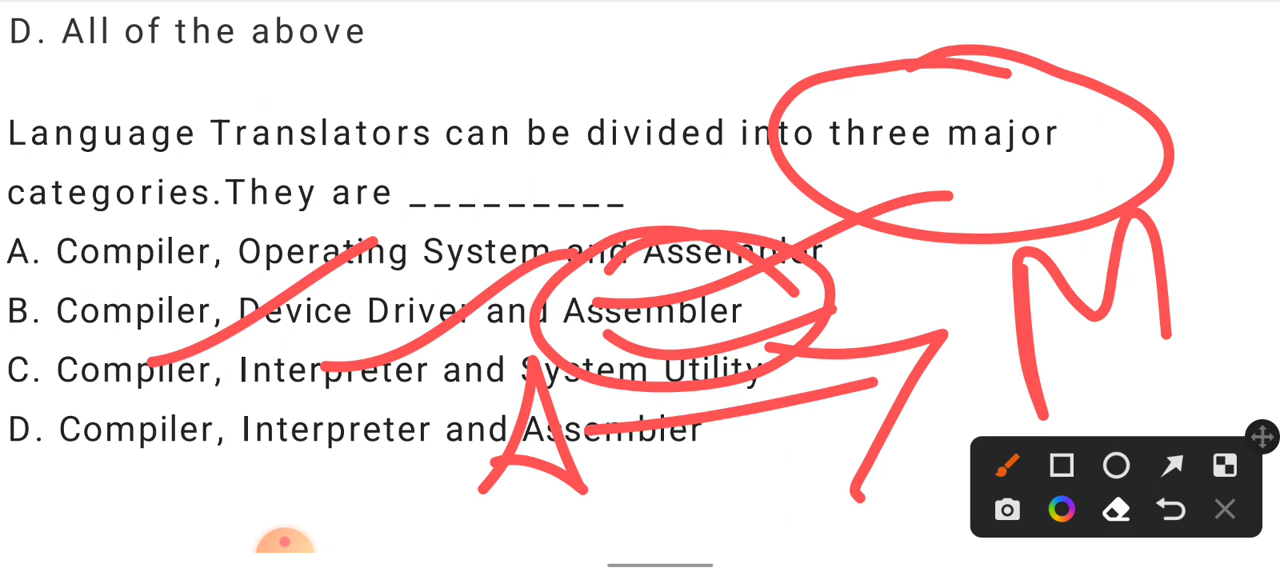 D. All of the above
Language Translators can be divided into three major
categories.They are _________
A. Compiler, Operating System and Assembler
B. Compiler, Device Driver and Assembler
C. Compiler, Interpreter and System Utility
D. Compiler, Interpreter and Assembler
A
M